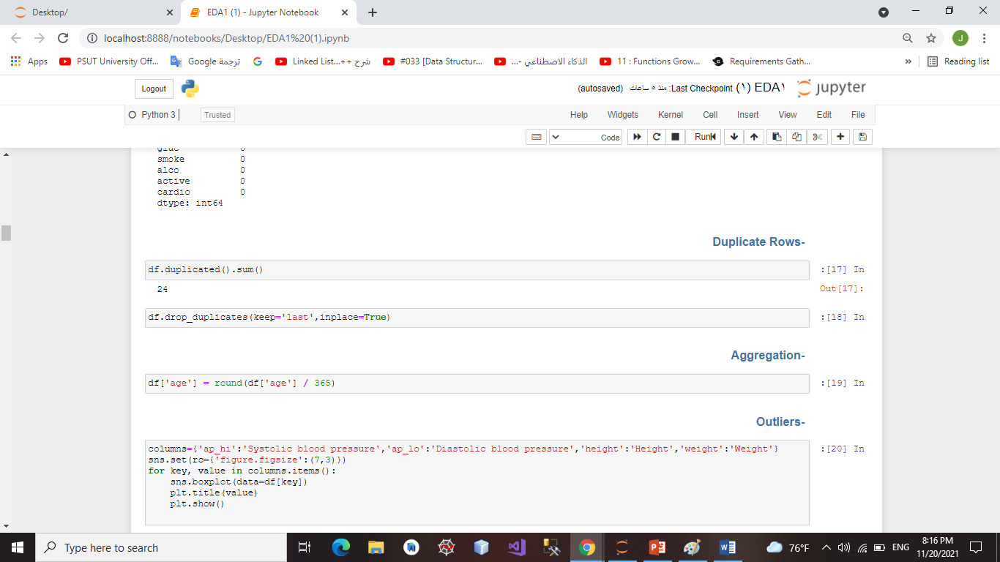 Desktop/
EDA1 (1) - Jupyter Notebook
localhost:8888/notebooks/Desktop/EDA1%20(1).ipynb
J
Apps
PSUT University Off...
Google ترجمة
Linked List...++شرح
#033 [Data Structur...
الذكاء الاصطناعي -...
11 : Functions Grow...
Requirements Gath...
»
Reading list
Logout
(autosaved) Last Checkpoint: منذ ٥ ساعات EDA١ (١) jupyter
Python 3
Trusted
Help
Widgets
Kernel
Cell
Insert
View
Edit
File
Code
Run
gluc 0
smoke 0
alco 0
active 0
cardio 0
dtype: int64
Duplicate Rows-
df.duplicated().sum()
:[17] In
24
Out[17]:
df.drop_duplicates(keep='last',inplace=True)
:[18] In
Aggregation-
df['age'] = round(df['age'] / 365)
:[19] In
Outliers-
columns={'ap_hi':'Systolic blood pressure','ap_lo':'Diastolic blood pressure','height':'Height','weight':'Weight'}
:[20] In
sns.set(rc={'figure.figsize':(7,3)})
for key, value in columns.items():
    sns.boxplot(data=df[key])
    plt.title(value)
    plt.show()
Type here to search
76°F
ENG
8:16 PM
11/20/2021